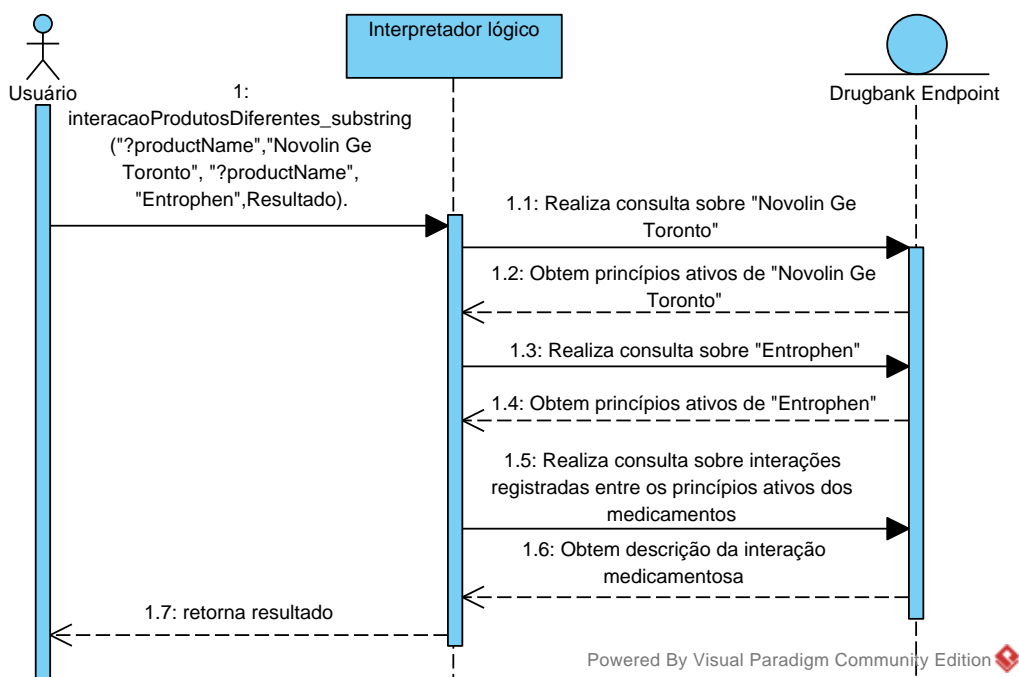 Interpretador lógico
Usuário
Drugbank Endpoint
1:
interacaoProdutosDiferentes_substring
("?productName","Novolin Ge
Toronto", "?productName",
"Entrophen",Resultado).
1.1: Realiza consulta sobre "Novolin Ge
Toronto"
1.2: Obtem princípios ativos de "Novolin Ge
Toronto"
1.3: Realiza consulta sobre "Entrophen"
1.4: Obtem princípios ativos de "Entrophen"
1.5: Realiza consulta sobre interações
registradas entre os princípios ativos dos
medicamentos
1.6: Obtem descrição da interação
medicamentosa
1.7: retorna resultado
Powered By Visual Paradigm Community Edition